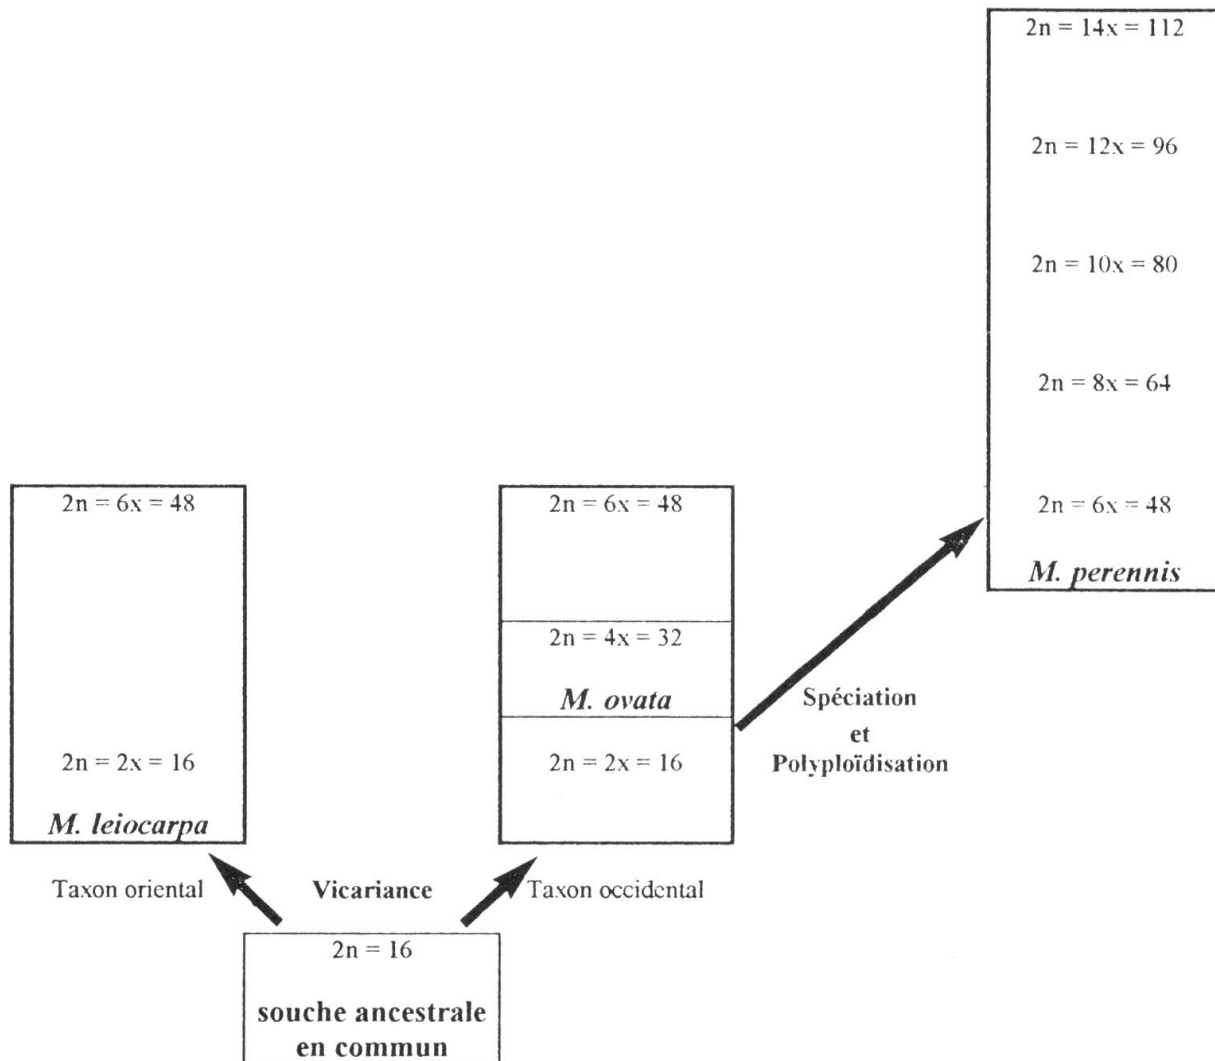 2n = 14x = 112
2n = 12x = 96
2n = 10x = 80
2n = 8x = 64
2n = 6x = 48
M. perennis
2n = 6x = 48
2n = 2x = 16
M. leiocarpa
2n = 6x = 48
2n = 4x = 32
M. ovata
2n = 2x = 16
Spéciation
et
Polyploïdisation
Taxon oriental
Vicariance
Taxon occidental
2n = 16
souche ancestrale
en commun